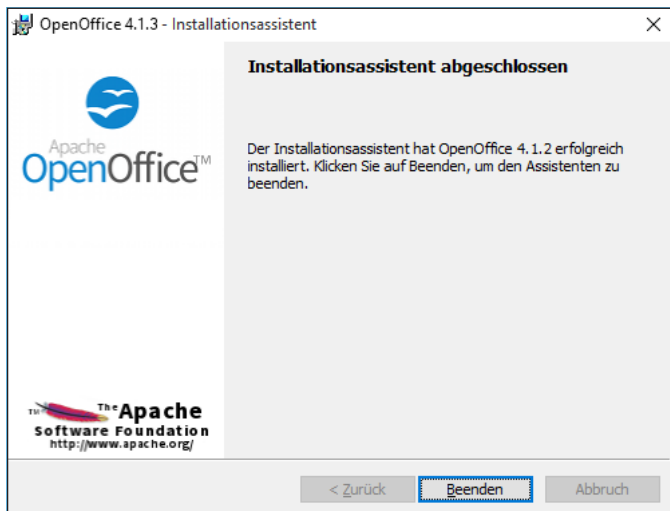 OpenOffice 4.1.3 - Installationsassistent
Installationsassistent abgeschlossen
Apache
OpenOffice™
Der Installationsassistent hat OpenOffice 4.1.2 erfolgreich
installiert. Klicken Sie auf Beenden, um den Assistenten zu
beenden.
TM The Apache
Software Foundation
http://www.apache.org/
< Zurück
Beenden
Abbruch